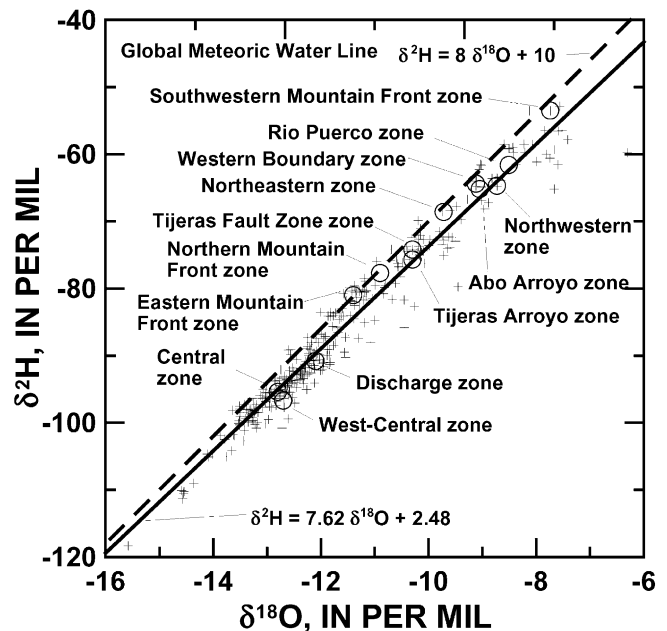 -40
Global Meteoric Water Line
δ²H = 8 δ¹⁸O + 10
Southwestern Mountain Front zone
Rio Puerco zone
-60
Western Boundary zone
Northeastern zone
Tijeras Fault Zone zone
Northwestern
zone
Northern Mountain
Front zone
Abo Arroyo zone
-80
Eastern Mountain
Front zone
Tijeras Arroyo zone
Central
zone
Discharge zone
-100
West-Central zone
δ²H = 7.62 δ¹⁸O + 2.48
-120
-16
-14
-12
-10
-8
-6
δ²H, IN PER MIL
δ¹⁸O, IN PER MIL